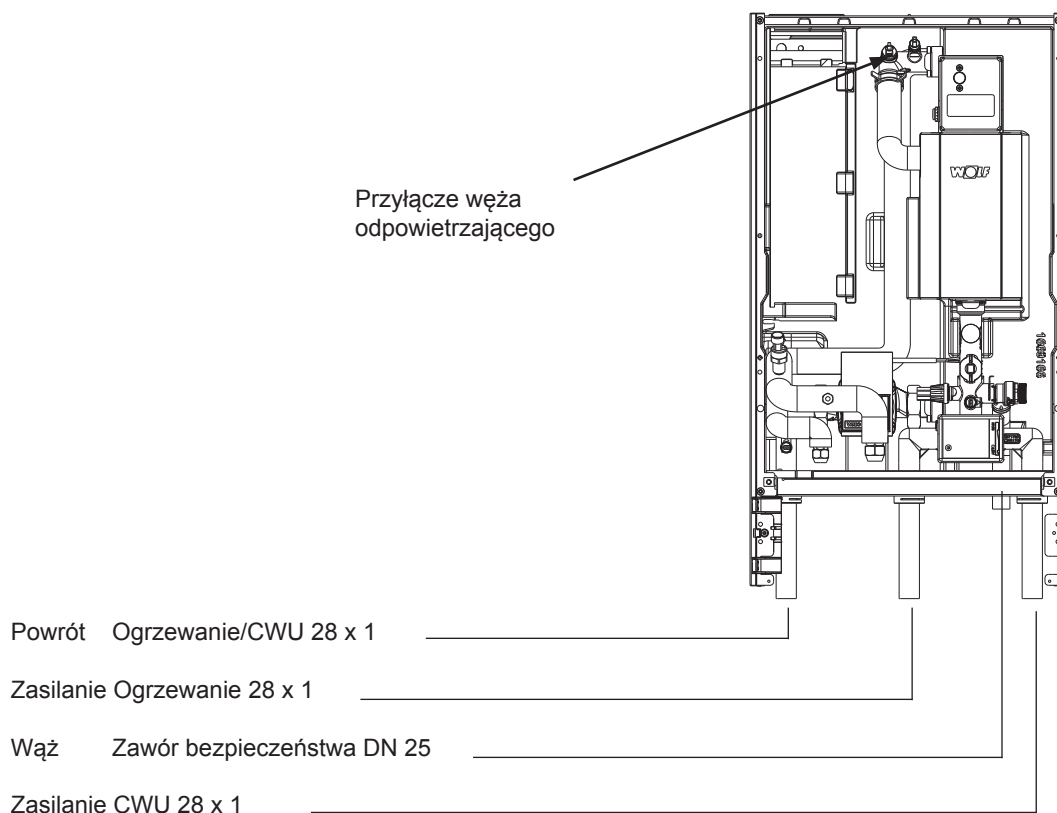 WOLF
Przyłącze węża
odpowietrzającego
1669166
Powrót Ogrzewanie/CWU 28 x 1
Zasilanie Ogrzewanie 28 x 1
Wąż Zawór bezpieczeństwa DN 25
Zasilanie CWU 28 x 1